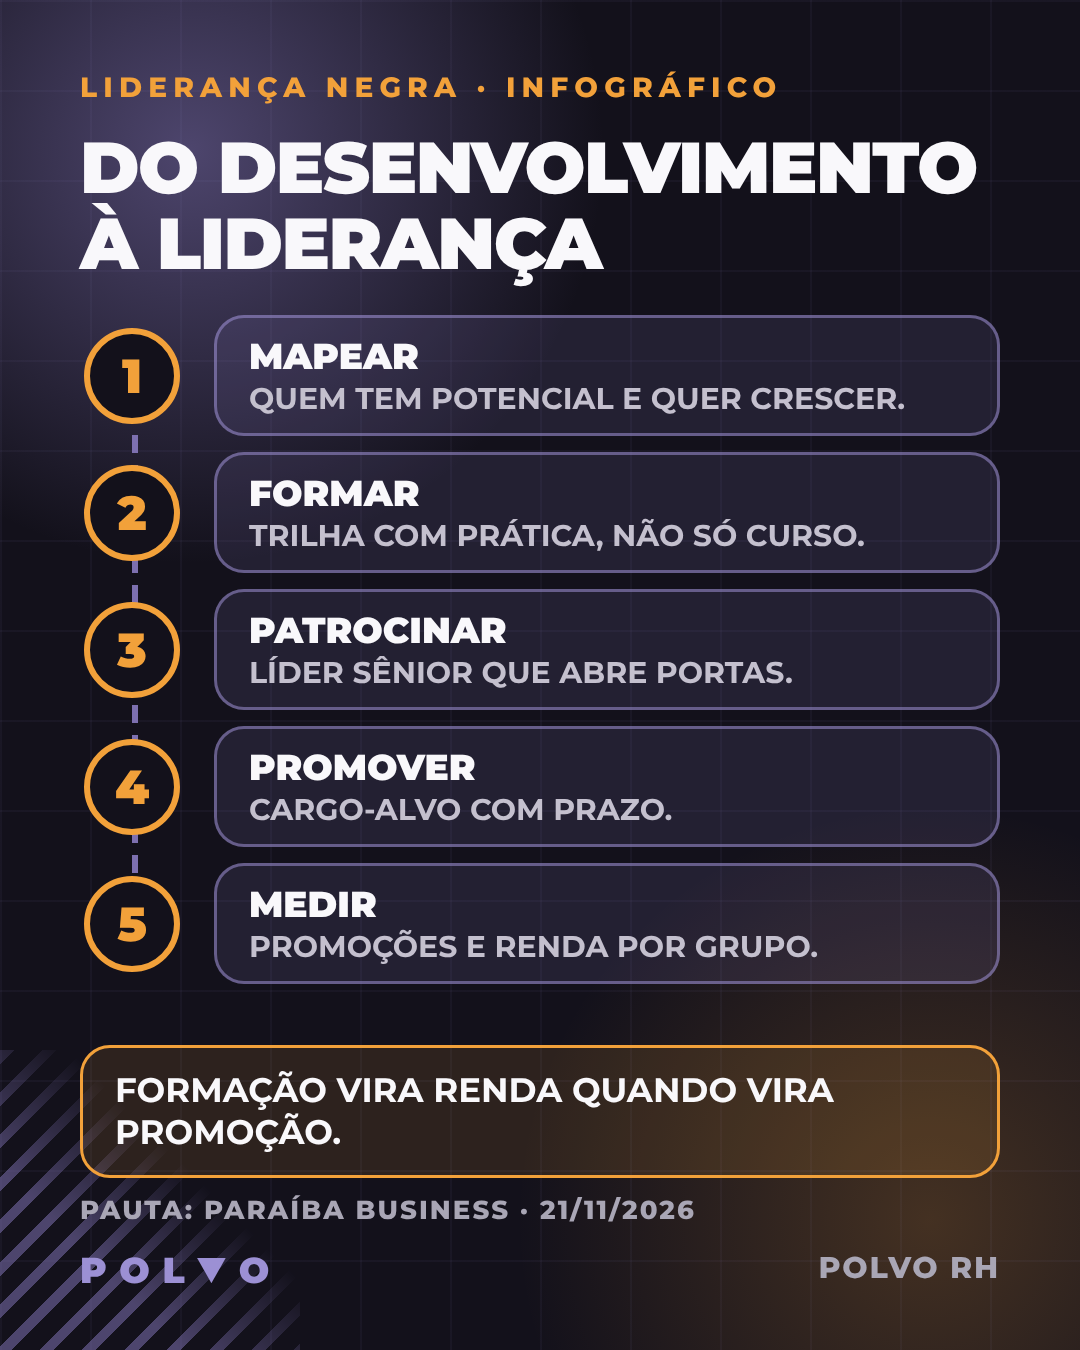 LIDERANÇA NEGRA · INFOGRÁFICO
DO DESENVOLVIMENTO
À LIDERANÇA
1
MAPEAR
QUEM TEM POTENCIAL E QUER CRESCER.
2
FORMAR
TRILHA COM PRÁTICA, NÃO SÓ CURSO.
3
PATROCINAR
LÍDER SÊNIOR QUE ABRE PORTAS.
4
PROMOVER
CARGO-ALVO COM PRAZO.
5
MEDIR
PROMOÇÕES E RENDA POR GRUPO.
FORMAÇÃO VIRA RENDA QUANDO VIRA
PROMOÇÃO.
PAUTA: PARAÍBA BUSINESS · 21/11/2026
POL▼O
POLVO RH